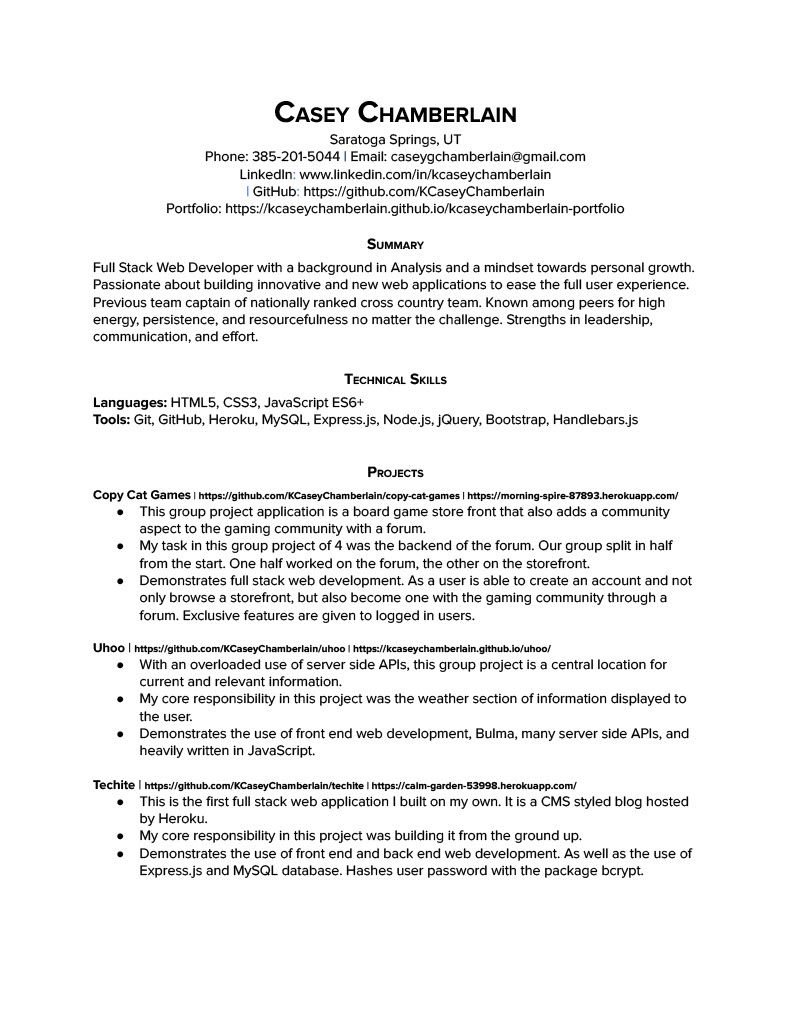 Casey Chamberlain
Saratoga Springs, UT
Phone: 385-201-5044 | Email: caseygchamberlain@gmail.com
LinkedIn: www.linkedin.com/in/kcaseychamberlain
| GitHub: https://github.com/KCaseyChamberlain
Portfolio: https://kcaseychamberlain.github.io/kcaseychamberlain-portfolio
Summary
Full Stack Web Developer with a background in Analysis and a mindset towards personal growth.
Passionate about building innovative and new web applications to ease the full user experience.
Previous team captain of nationally ranked cross country team. Known among peers for high
energy, persistence, and resourcefulness no matter the challenge. Strengths in leadership,
communication, and effort.
Technical Skills
Languages: HTML5, CSS3, JavaScript ES6+
Tools: Git, GitHub, Heroku, MySQL, Express.js, Node.js, jQuery, Bootstrap, Handlebars.js
Projects
Copy Cat Games | https://github.com/KCaseyChamberlain/copy-cat-games | https://morning-spire-87893.herokuapp.com/
● This group project application is a board game store front that also adds a community
aspect to the gaming community with a forum.
● My task in this group project of 4 was the backend of the forum. Our group split in half
from the start. One half worked on the forum, the other on the storefront.
● Demonstrates full stack web development. As a user is able to create an account and not
only browse a storefront, but also become one with the gaming community through a
forum. Exclusive features are given to logged in users.
Uhoo | https://github.com/KCaseyChamberlain/uhoo | https://kcaseychamberlain.github.io/uhoo/
● With an overloaded use of server side APIs, this group project is a central location for
current and relevant information.
● My core responsibility in this project was the weather section of information displayed to
the user.
● Demonstrates the use of front end web development, Bulma, many server side APIs, and
heavily written in JavaScript.
Techite | https://github.com/KCaseyChamberlain/techite | https://calm-garden-53998.herokuapp.com/
● This is the first full stack web application I built on my own. It is a CMS styled blog hosted
by Heroku.
● My core responsibility in this project was building it from the ground up.
● Demonstrates the use of front end and back end web development. As well as the use of
Express.js and MySQL database. Hashes user password with the package bcrypt.